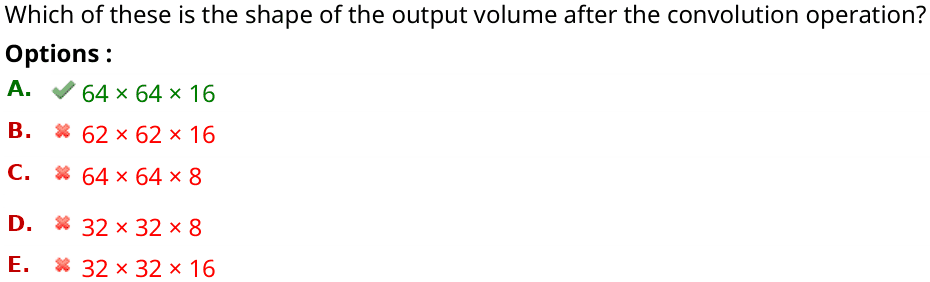 Which of these is the shape of the output volume after the convolution operation?
Options :
A. 64 × 64 × 16
B. 62 × 62 × 16
C. 64 × 64 × 8
D. 32 × 32 × 8
E. 32 × 32 × 16